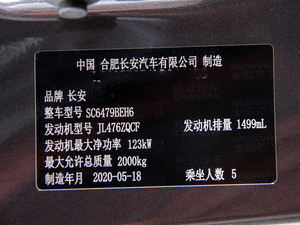 中国 合肥长安汽车有限公司 制造
品牌 长安
整车型号 SC6479BEH6
发动机型号 JL476ZQCF 发动机排量 1499mL
发动机最大净功率 123kW
最大允许总质量 2000kg
制造年月 2020-05-18 乘坐人数 5